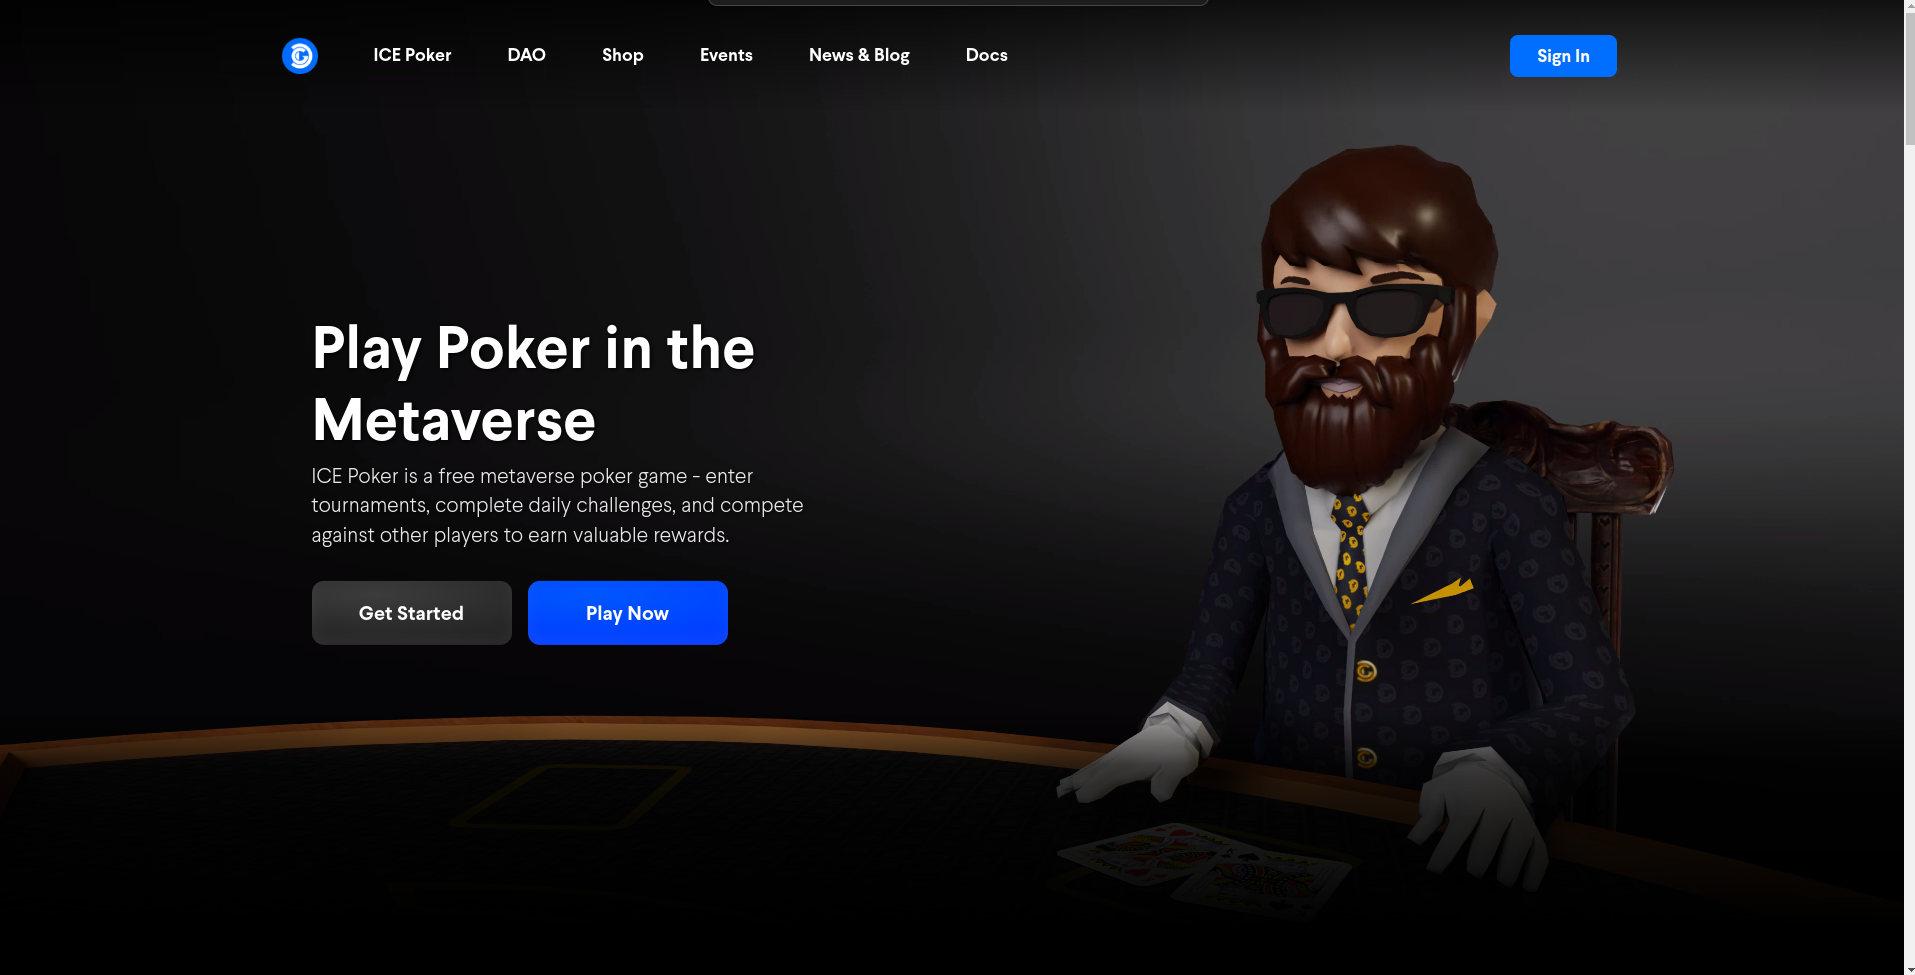 ICE Poker
DAO
Shop
Events
News & Blog
Docs
Sign In
Play Poker in the
Metaverse
ICE Poker is a free metaverse poker game - enter
tournaments, complete daily challenges, and compete
against other players to earn valuable rewards.
Get Started
Play Now